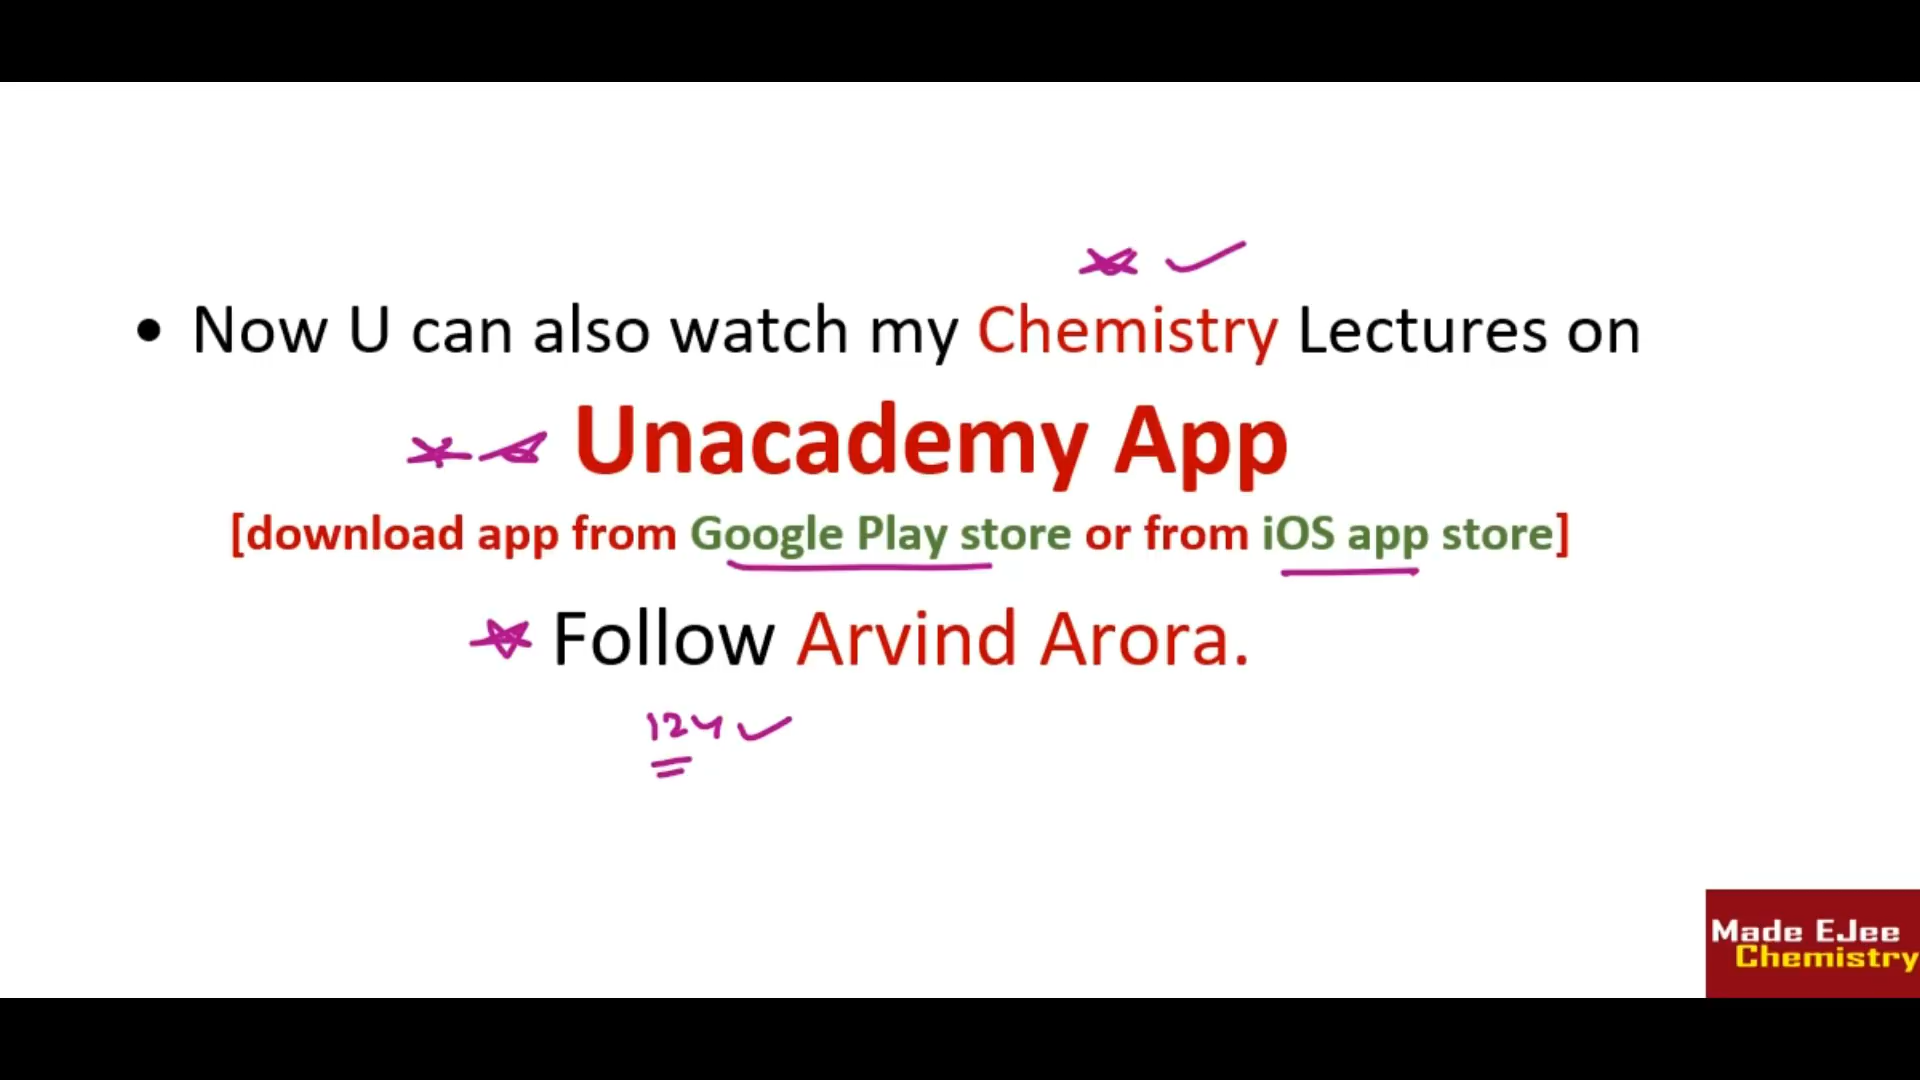 • Now U can also watch my Chemistry Lectures on
Unacademy App
[download app from Google Play store or from iOS app store]
Follow Arvind Arora.
124
Made EJee
Chemistry